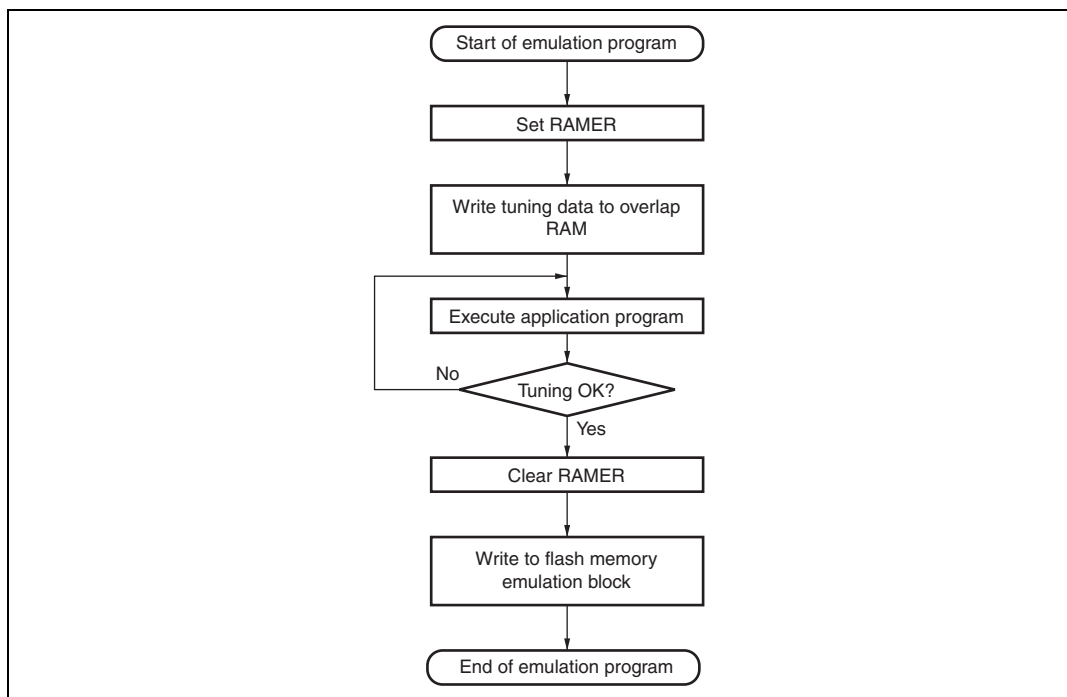 Start of emulation program
Set RAMER
Write tuning data to overlap
RAM
Execute application program
No
Tuning OK?
Yes
Clear RAMER
Write to flash memory
emulation block
End of emulation program